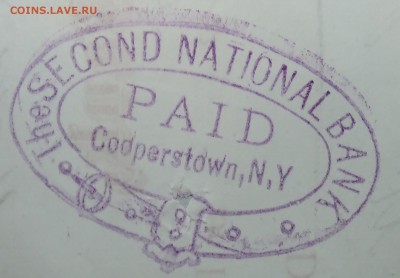 COINS.LAVE.RU
The SECOND NATIONAL BANK
PAID
Cooperstown, N.Y